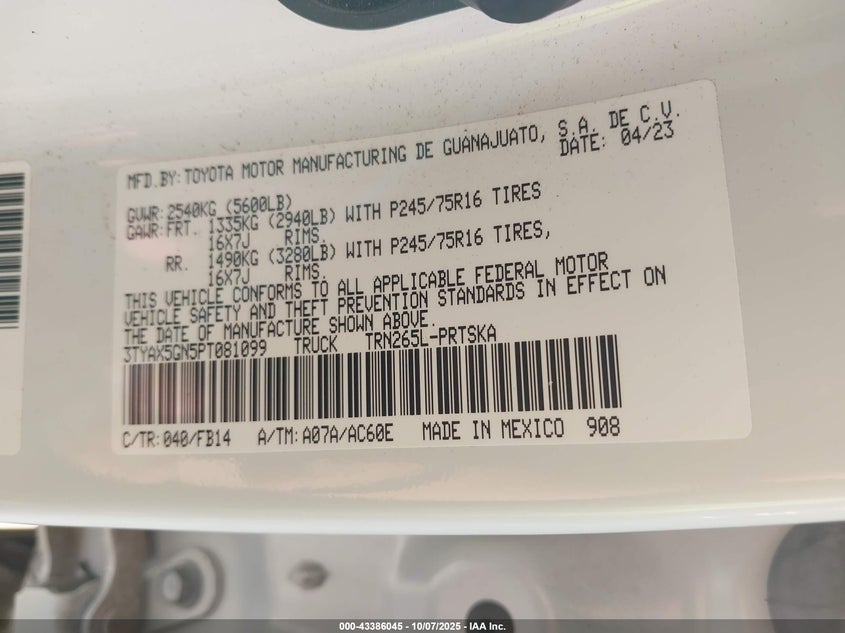 MFD.BY:TOYOTA MOTOR MANUFACTURING DE GUANAJUATO, S.A. DE C.V.
DATE: 04/23
GVWR:2540KG (5600LB)
GAWR:FRT. 1335KG (2940LB) WITH P245/75R16 TIRES
16X7J RIMS,
RR. 1490KG (3280LB) WITH P245/75R16 TIRES,
16X7J RIMS.
THIS VEHICLE CONFORMS TO ALL APPLICABLE FEDERAL MOTOR
VEHICLE SAFETY AND THEFT PREVENTION STANDARDS IN EFFECT ON
THE DATE OF MANUFACTURE SHOWN ABOVE.
3TYAX5GN5PT081099 TRUCK TRN265L-PRTSKA
C/TR:040/FB14 A/TM:A07A/AC60E MADE IN MEXICO 908
000-43386045 - 10/07/2025 - IAA Inc.